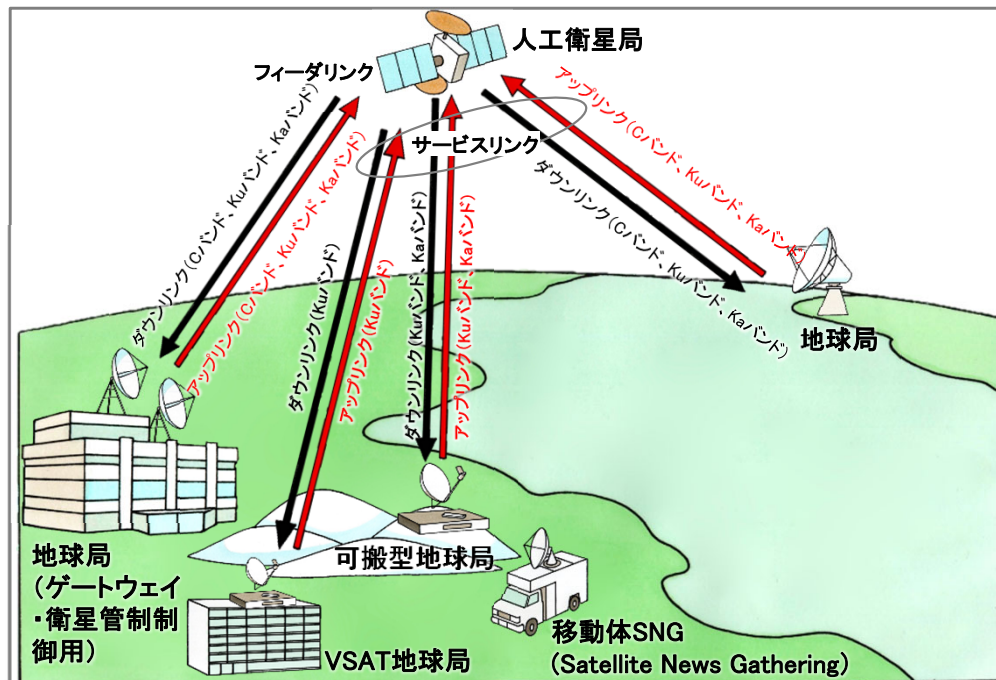 人工衛星局
フィーダリンク
サービスリンク
ダウンリンク(Cバンド、Kuバンド、Kaバンド)
アップリンク(Cバンド、Kuバンド、Kaバンド)
ダウンリンク(Kuバンド)
アップリンク(Kuバンド)
ダウンリンク(Kuバンド、Kaバンド)
アップリンク(Kuバンド、Kaバンド)
ダウンリンク(Cバンド、Kuバンド、Kaバンド)
アップリンク(Cバンド、Kuバンド、Kaバンド)
地球局
地球局
(ゲートウェイ
・衛星管制制
御用)
可搬型地球局
VSAT地球局
移動体SNG
(Satellite News Gathering)